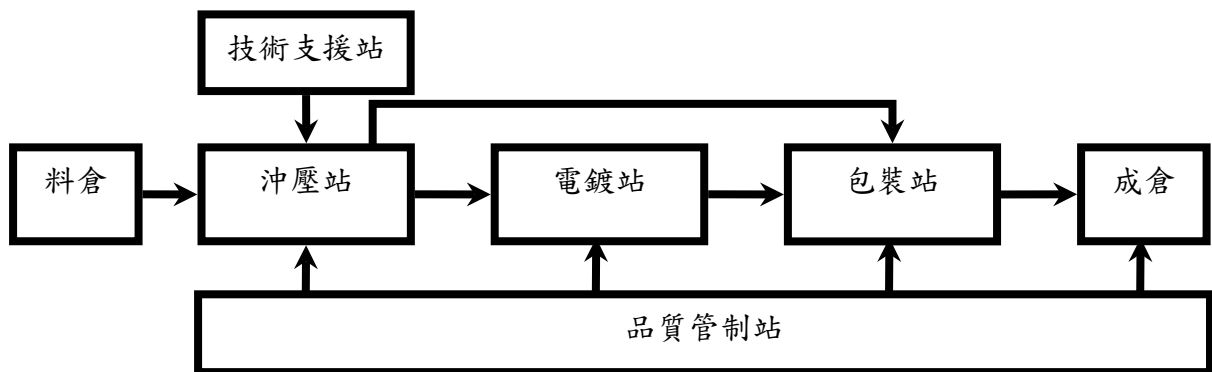 技術支援站
料倉
沖壓站
電鍍站
包裝站
成倉
品質管制站